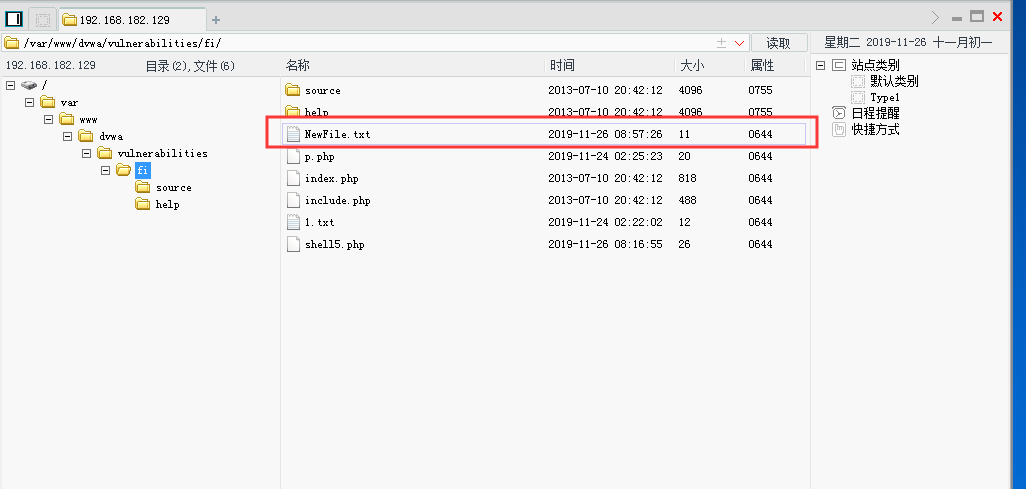 192.168.182.129
/var/www/dvwa/vulnerabilities/fi/ 读取 星期二 2019-11-26 十一月初一
192.168.182.129 目录(2),文件(6) 名称 时间 大小 属性
/
var
www
dvwa
vulnerabilities
fi
source
help
source 2013-07-10 20:42:12 4096 0755
help 2013-07-10 20:42:12 4096 0755
NewFile.txt 2019-11-26 08:57:26 11 0644
p.php 2019-11-24 02:25:23 20 0644
index.php 2013-07-10 20:42:12 818 0644
include.php 2013-07-10 20:42:12 488 0644
1.txt 2019-11-24 02:22:02 12 0644
shell5.php 2019-11-26 08:16:55 26 0644
站点类别
默认类别
Type1
日程提醒
快捷方式